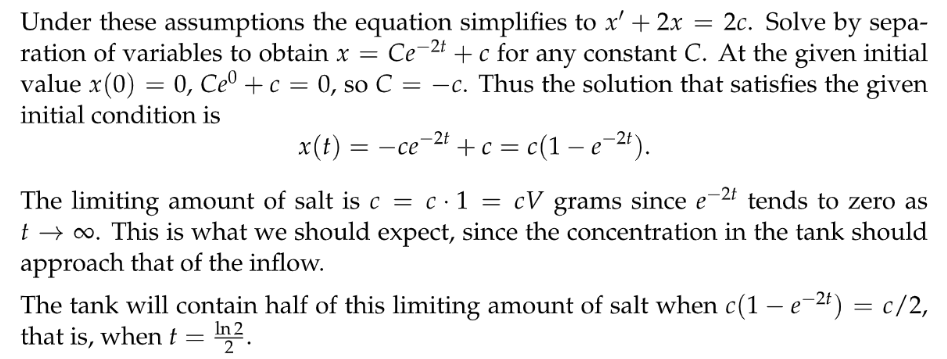 Under these assumptions the equation simplifies to x′ + 2x = 2c. Solve by sepa-
ration of variables to obtain x = Ce⁻²ᵗ + c for any constant C. At the given initial
value x(0) = 0, Ce⁰ + c = 0, so C = −c. Thus the solution that satisfies the given
initial condition is
x(t) = −ce⁻²ᵗ + c = c(1 − e⁻²ᵗ).
The limiting amount of salt is c = c · 1 = cV grams since e⁻²ᵗ tends to zero as
t → ∞. This is what we should expect, since the concentration in the tank should
approach that of the inflow.
The tank will contain half of this limiting amount of salt when c(1 − e⁻²ᵗ) = c/2,
that is, when t = ln 2/2.